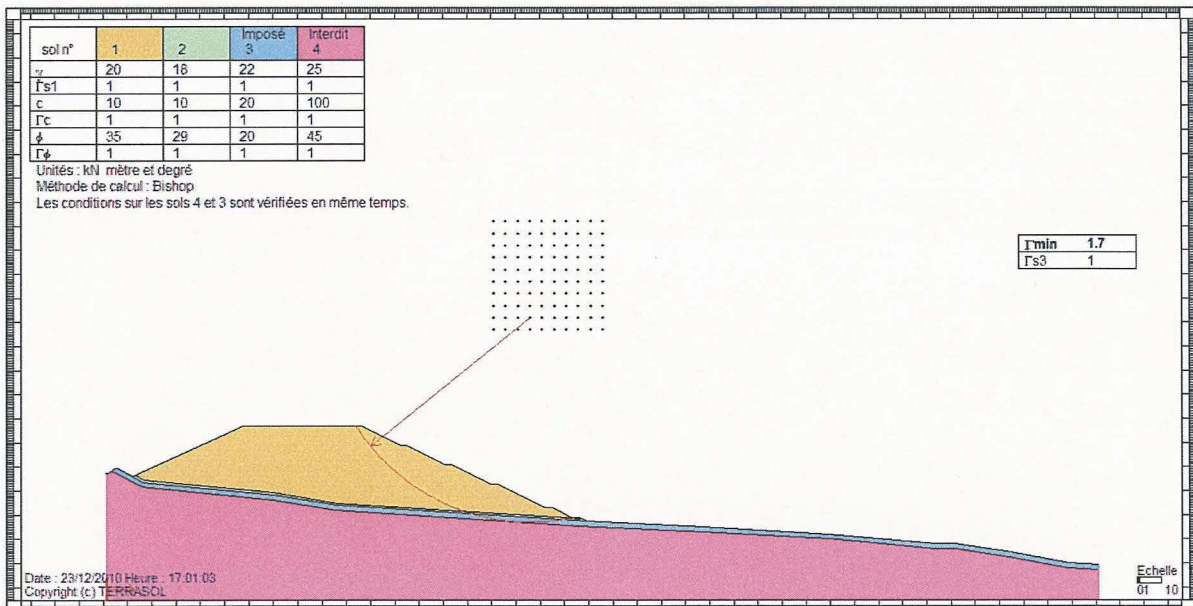 sol n° 1 2 Imposé 3 Interdit 4
γ 20 18 22 25
Γs1 1 1 1 1
c 10 10 20 100
Γc 1 1 1 1
ϕ 35 29 20 45
Γϕ 1 1 1 1
Unités : kN mètre et degré
Méthode de calcul : Bishop
Les conditions sur les sols 4 et 3 sont vérifiées en même temps.
Γmin 1.7
Γs3 1
Date : 23/12/2010 Heure : 17:01:03
Copyright (c) TERRASOL
Echelle
01 10